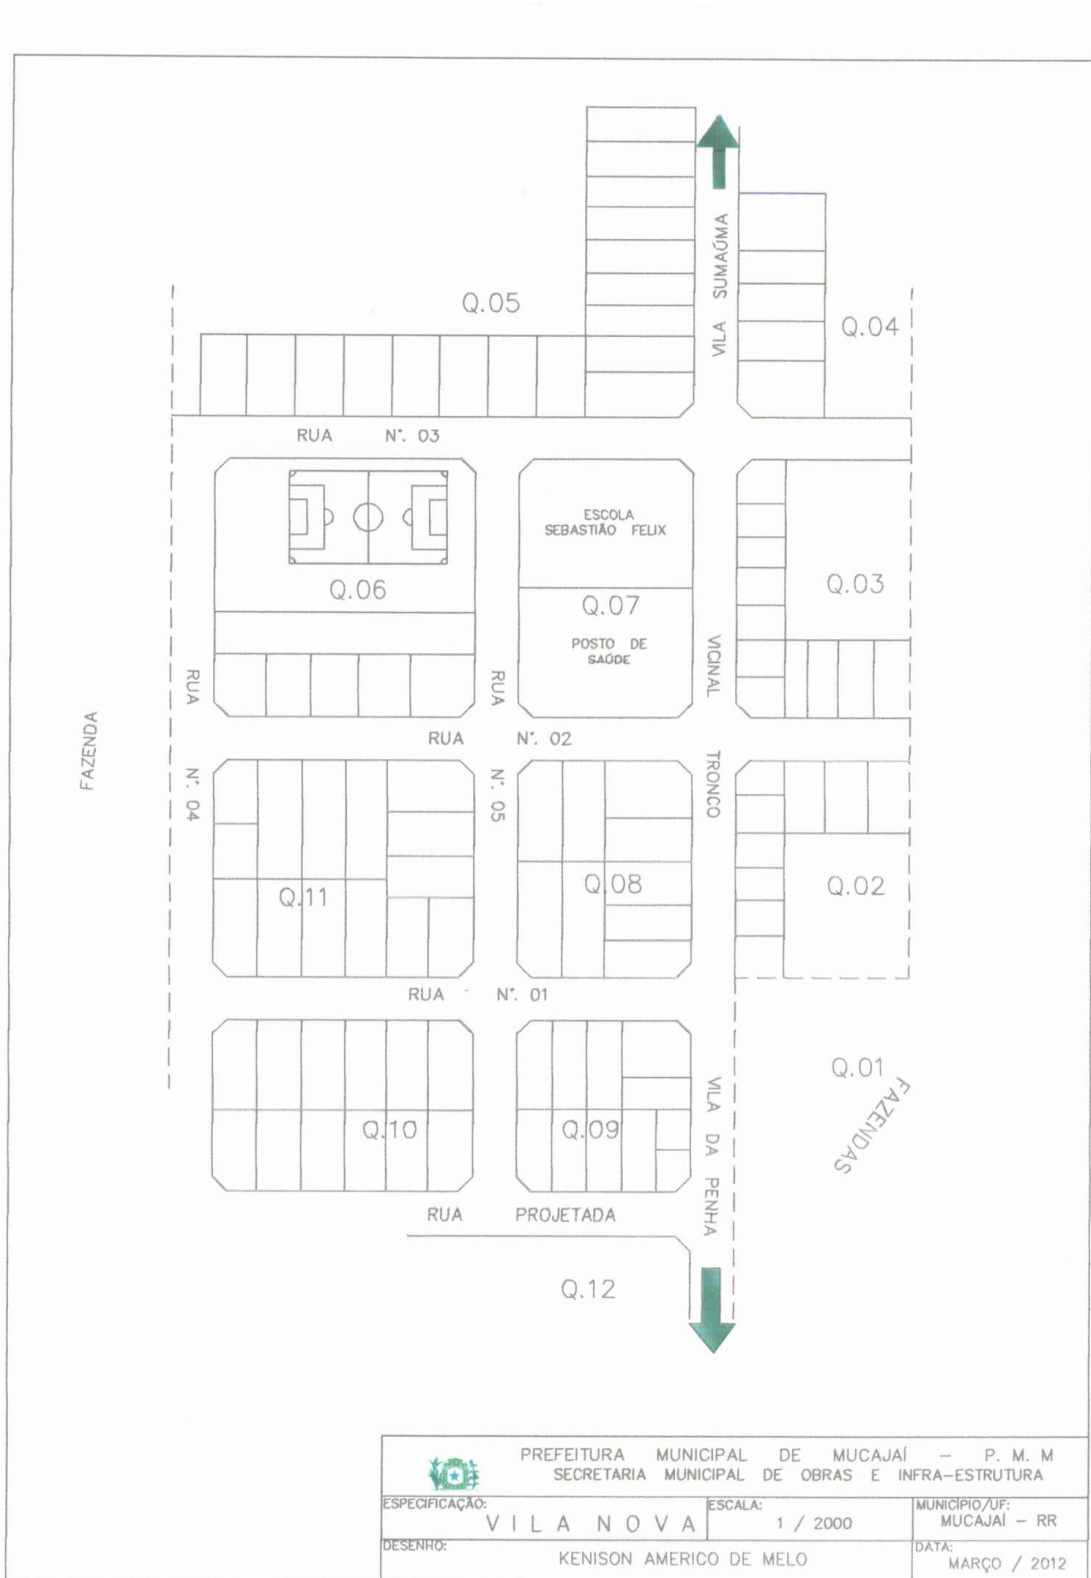 VILA SUMAÚMA
Q.05
Q.04
RUA N°. 03
ESCOLA
SEBASTIÃO FELIX
Q.06
Q.07
Q.03
POSTO DE
SAÚDE
FAZENDA
RUA N°. 04
RUA N°. 05
VICINAL TRONCO
RUA N°. 02
Q.11
Q.08
Q.02
RUA N°. 01
Q.01
FAZENDAS
Q.10
Q.09
VILA DA PENHA
RUA PROJETADA
Q.12
PREFEITURA MUNICIPAL DE MUCAJAÍ – P. M. M
SECRETARIA MUNICIPAL DE OBRAS E INFRA-ESTRUTURA
ESPECIFICAÇÃO:
VILA NOVA
ESCALA:
1 / 2000
MUNICÍPIO/UF:
MUCAJAÍ – RR
DESENHO:
KENISON AMERICO DE MELO
DATA:
MARÇO / 2012